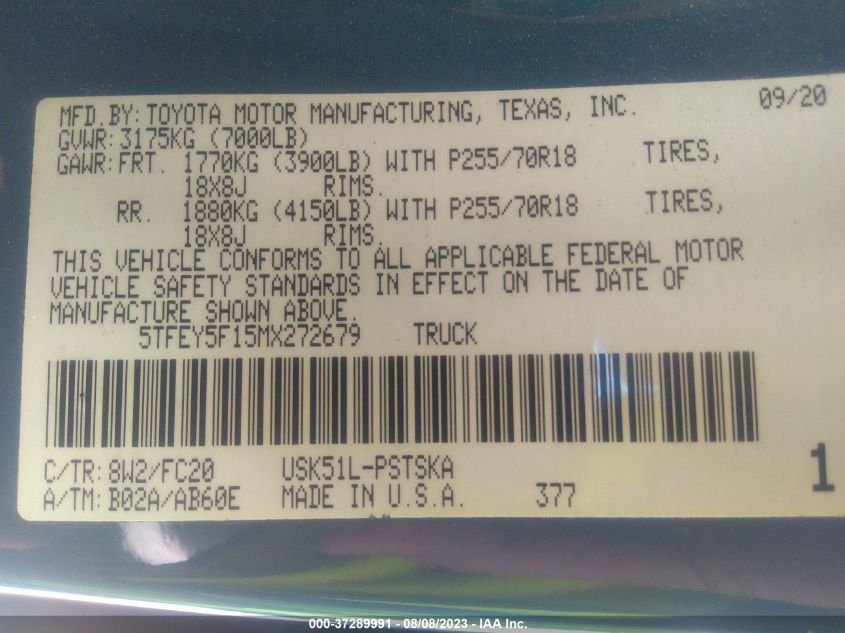 MFD. BY: TOYOTA MOTOR MANUFACTURING, TEXAS, INC. 09/20
GVWR: 3175KG (7000LB)
GAWR: FRT. 1770KG (3900LB) WITH P255/70R18 TIRES,
18X8J RIMS.
RR. 1880KG (4150LB) WITH P255/70R18 TIRES,
18X8J RIMS.
THIS VEHICLE CONFORMS TO ALL APPLICABLE FEDERAL MOTOR
VEHICLE SAFETY STANDARDS IN EFFECT ON THE DATE OF
MANUFACTURE SHOWN ABOVE.
5TFEY5F15MX272679 TRUCK
C/TR: 8W2/FC20 USK51L-PSTSKA
A/TM: B02A/AB60E MADE IN U.S.A. 377 1
000-37289991 - 08/08/2023 - IAA Inc.